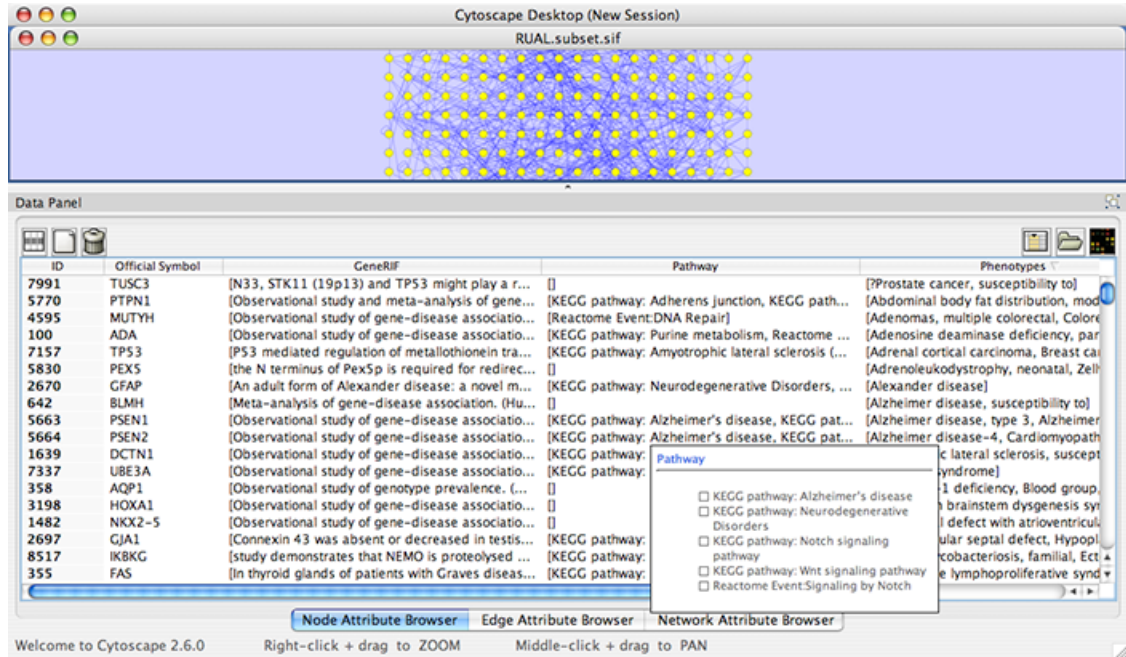 Cytoscape Desktop (New Session)
RUAL.subset.sif
Data Panel
ID Official Symbol GeneRIF Pathway Phenotypes
7991 TUSC3 [N33, STK11 (19p13) and TP53 might play a r... [] [?Prostate cancer, susceptibility to]
5770 PTPN1 [Observational study and meta-analysis of gene... [KEGG pathway: Adherens junction, KEGG path... [Abdominal body fat distribution, mod
4595 MUTYH [Observational study of gene-disease associatio... [Reactome Event:DNA Repair] [Adenomas, multiple colorectal, Colore
100 ADA [Observational study of gene-disease associatio... [KEGG pathway: Purine metabolism, Reactome ... [Adenosine deaminase deficiency, par
7157 TP53 [P53 mediated regulation of metallothionein tra... [KEGG pathway: Amyotrophic lateral sclerosis (... [Adrenal cortical carcinoma, Breast ca
5830 PEX5 [the N terminus of Pex5p is required for redirec... [] [Adrenoleukodystrophy, neonatal, Zell
2670 GFAP [An adult form of Alexander disease: a novel m... [KEGG pathway: Neurodegenerative Disorders, ... [Alexander disease]
642 BLMH [Meta-analysis of gene-disease association. (Hu... [] [Alzheimer disease, susceptibility to]
5663 PSEN1 [Observational study of gene-disease associatio... [KEGG pathway: Alzheimer's disease, KEGG pat... [Alzheimer disease, type 3, Alzheimer
5664 PSEN2 [Observational study of gene-disease associatio... [KEGG pathway: Alzheimer's disease, KEGG pat... [Alzheimer disease-4, Cardiomyopath
1639 DCTN1 [Observational study of gene-disease associatio... [KEGG pathway: c lateral sclerosis, suscept
7337 UBE3A [Observational study of gene-disease associatio... [KEGG pathway: syndrome]
358 AQP1 [Observational study of genotype prevalence. (... [] -1 deficiency, Blood group,
3198 HOXA1 [Observational study of gene-disease associatio... [] brainstem dysgenesis syn
1482 NKX2-5 [Observational study of gene-disease associatio... [] l defect with atrioventricul
2697 GJA1 [Connexin 43 was absent or decreased in testis... [KEGG pathway: ular septal defect, Hypopl
8517 IKBKG [study demonstrates that NEMO is proteolysed ... [KEGG pathway: cobacteriosis, familial, Ect
355 FAS [In thyroid glands of patients with Graves diseas... [KEGG pathway: e lymphoproliferative synd
Pathway
KEGG pathway: Alzheimer's disease
KEGG pathway: Neurodegenerative
Disorders
KEGG pathway: Notch signaling
pathway
KEGG pathway: Wnt signaling pathway
Reactome Event:Signaling by Notch
Node Attribute Browser Edge Attribute Browser Network Attribute Browser
Welcome to Cytoscape 2.6.0 Right-click + drag to ZOOM Middle-click + drag to PAN